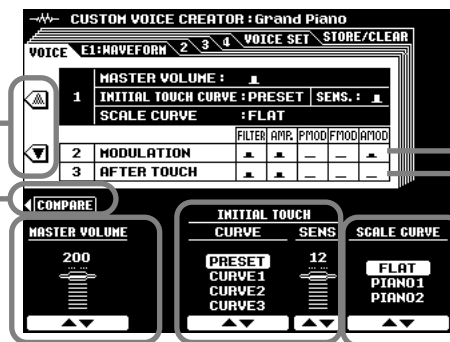 CUSTOM VOICE CREATOR : Grand Piano
VOICE E1:WAVEFORM 2 3 4 VOICE SET STORE/CLEAR
MASTER VOLUME :
1 INITIAL TOUCH CURVE : PRESET SENS. :
SCALE CURVE : FLAT
FILTER AMP. PMOD FMOD AMOD
2 MODULATION
3 AFTER TOUCH
COMPARE
INITIAL TOUCH
MASTER VOLUME CURVE SENS SCALE CURVE
200 PRESET 12 FLAT
CURVE1 PIANO1
CURVE2 PIANO2
CURVE3